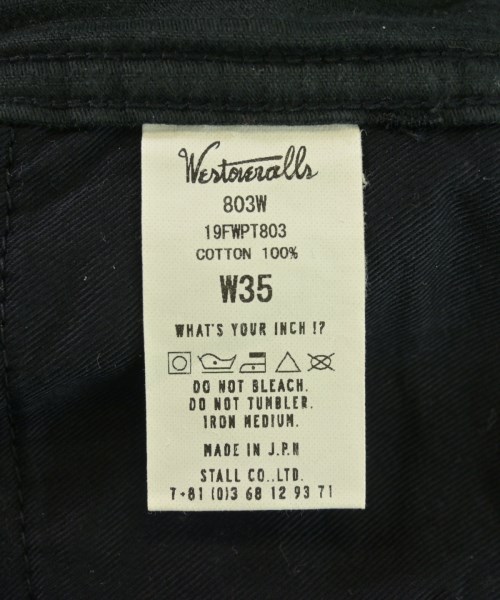 Westoveralls
803W
19FWPT803
COTTON 100%
W35
WHAT'S YOUR INCH !?
DO NOT BLEACH.
DO NOT TUMBLER.
IRON MEDIUM.
MADE IN J.P.N
STALL CO.,LTD.
T+81 (0)3 68 12 93 71